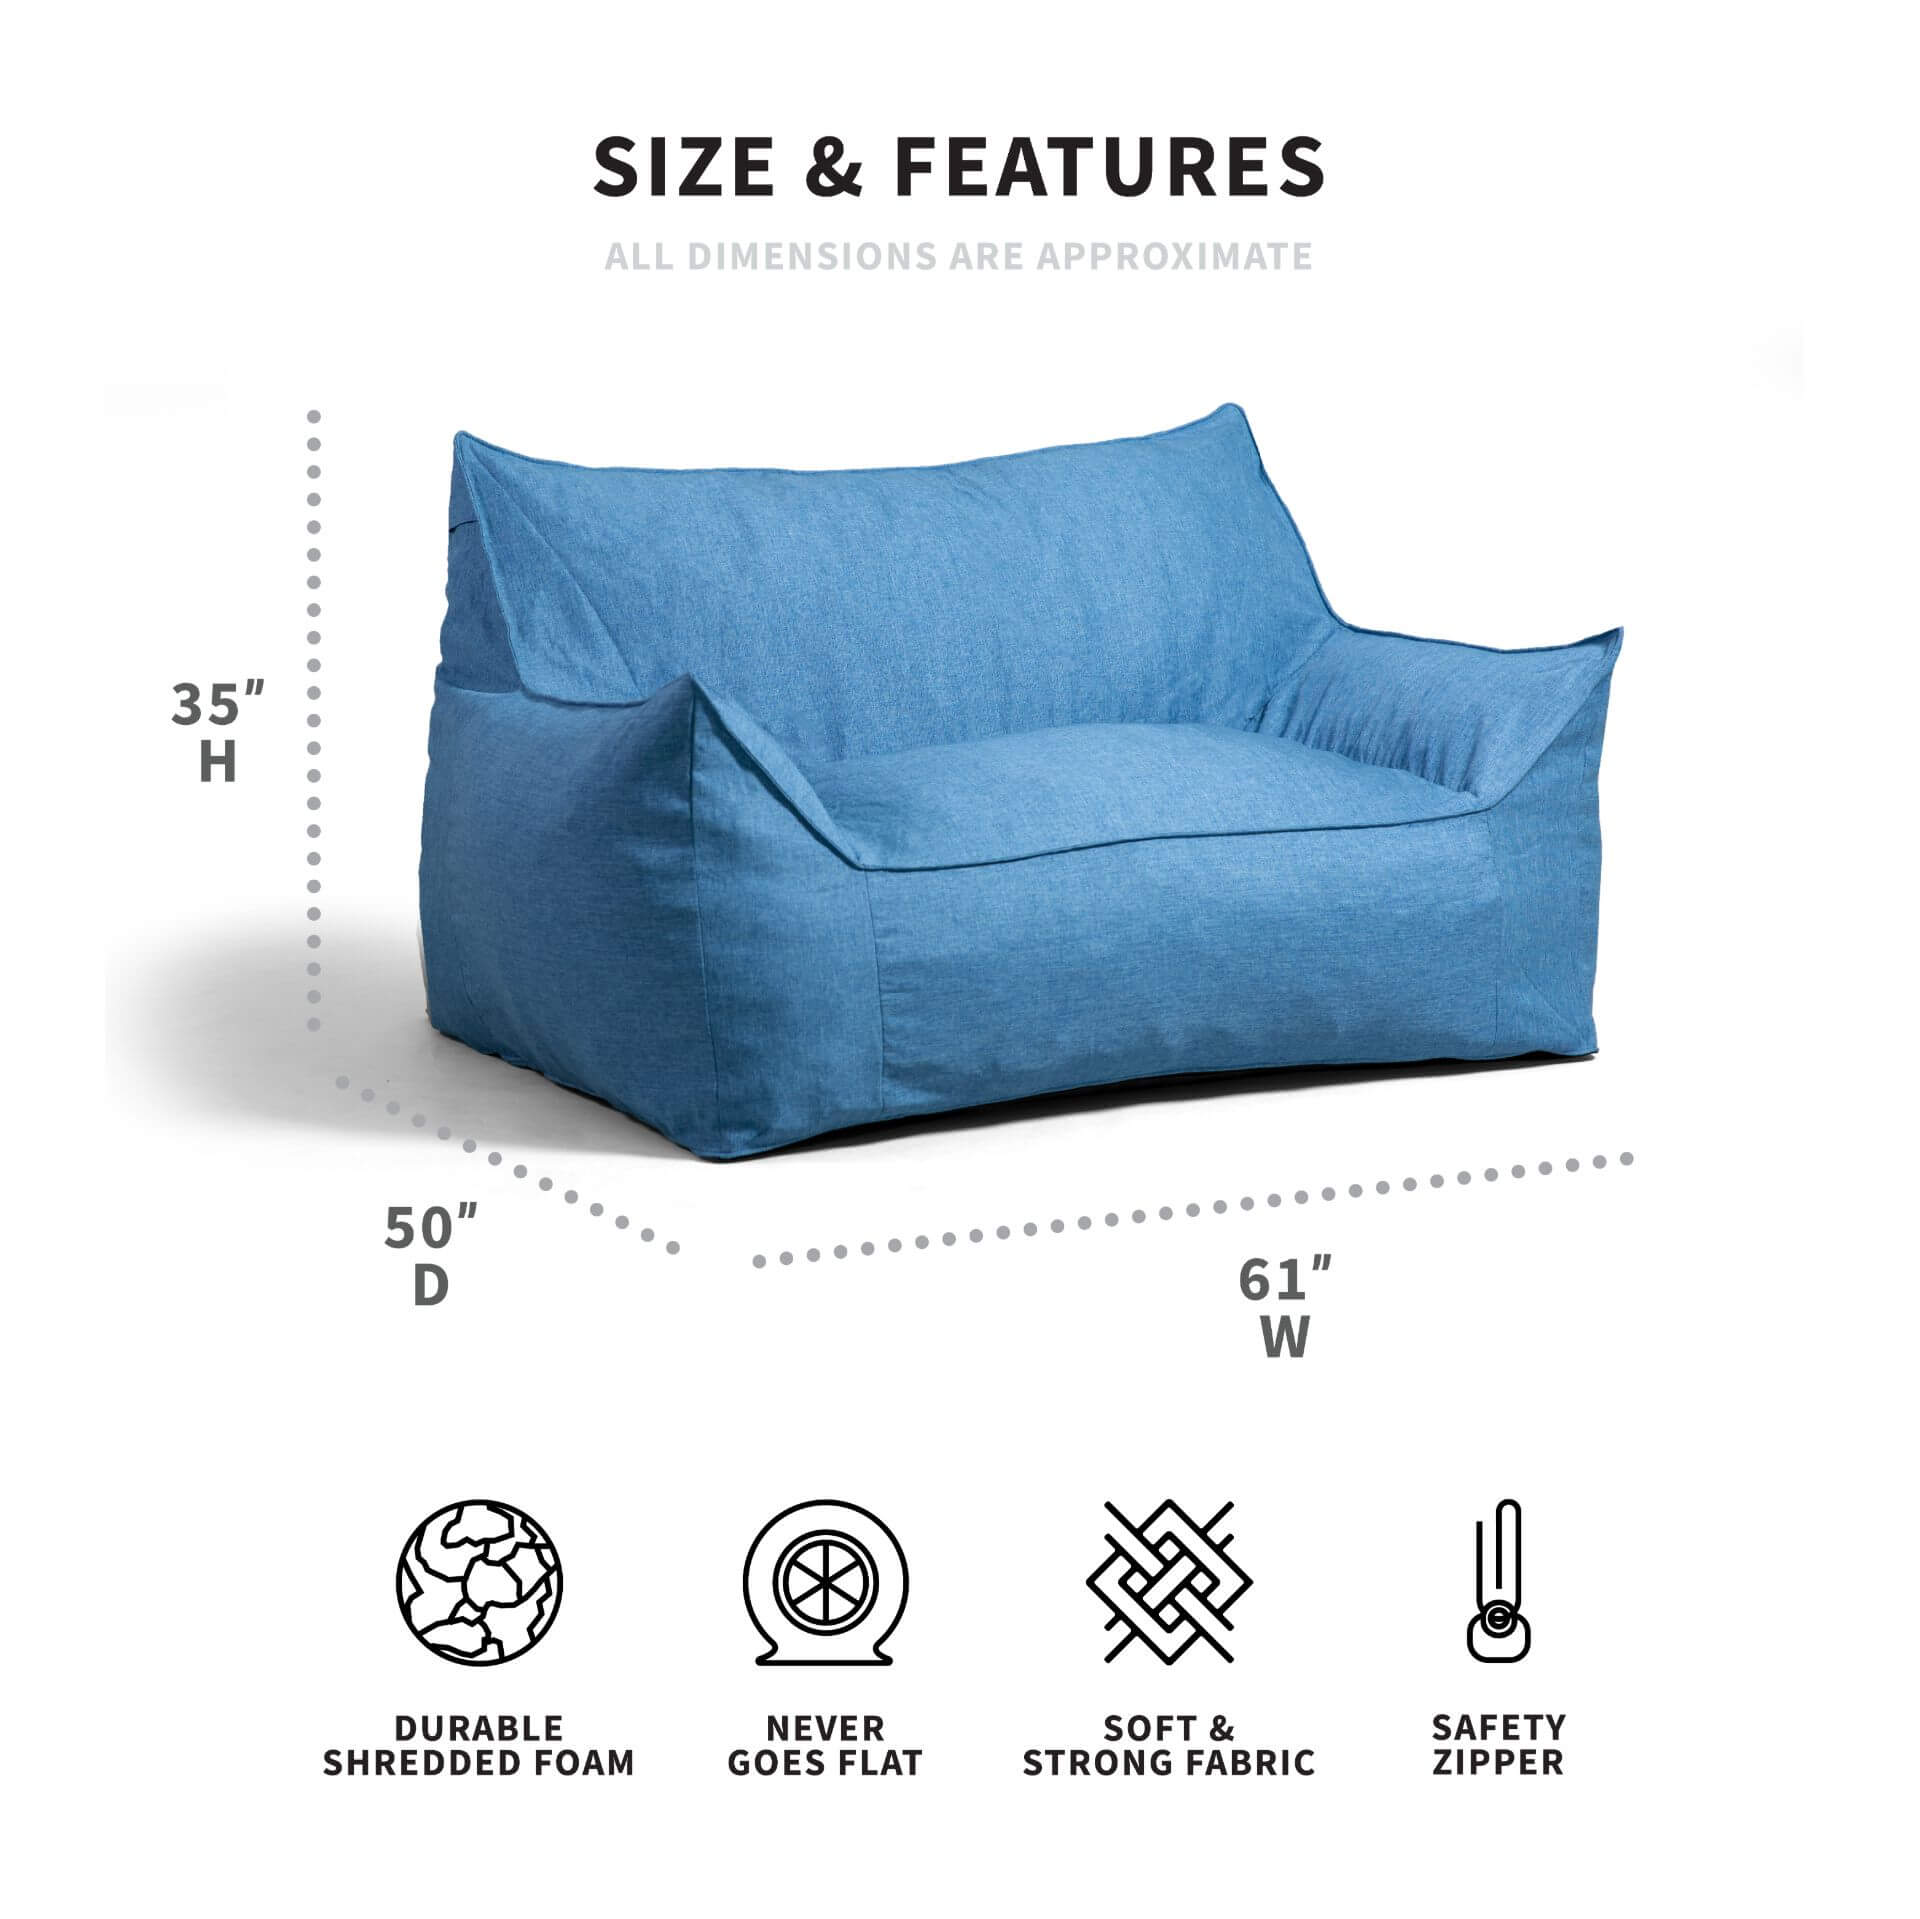 SIZE & FEATURES
ALL DIMENSIONS ARE APPROXIMATE
35″
H
50″
D
61″
W
DURABLE
SHREDDED FOAM
NEVER
GOES FLAT
SOFT &
STRONG FABRIC
SAFETY
ZIPPER